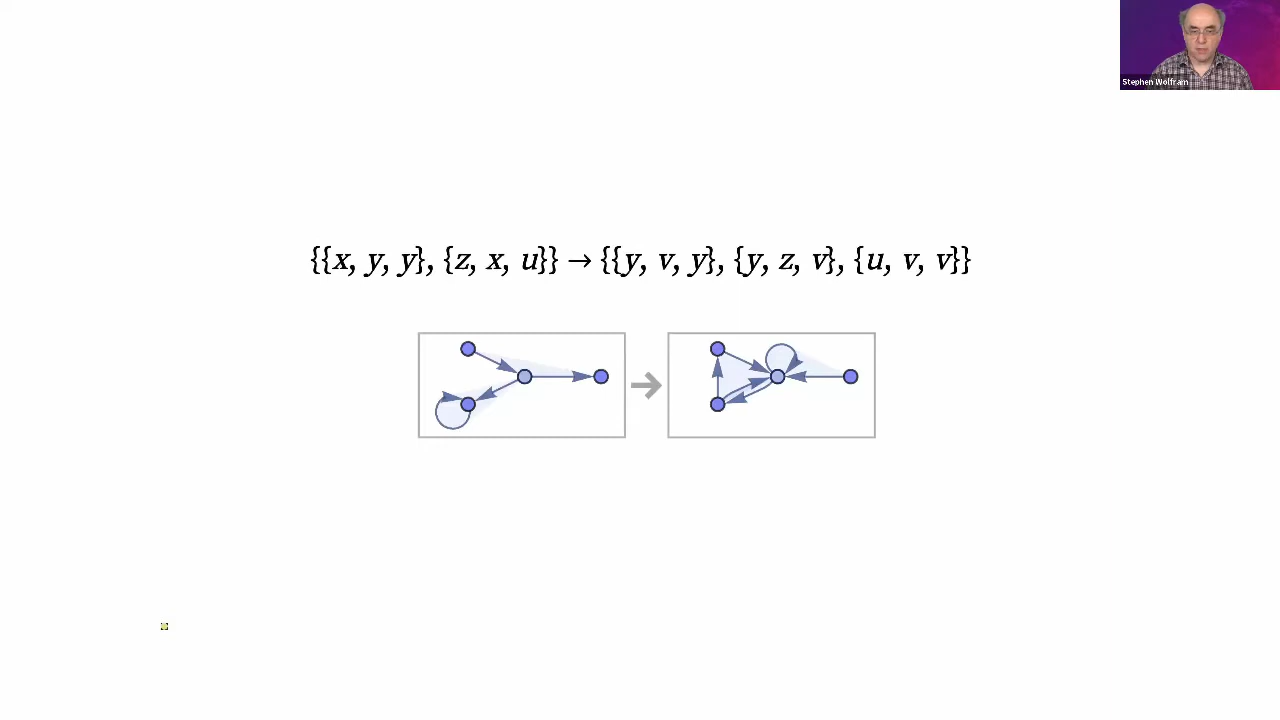 Stephen Wolfram
{{x, y, y}, {z, x, u}} → {{y, v, y}, {y, z, v}, {u, v, v}}